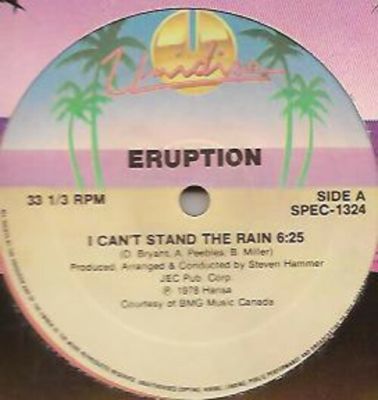 Unidisc
ERUPTION
33 1/3 RPM
SIDE A
SPEC-1324
I CAN'T STAND THE RAIN 6:25
(D. Bryant, A. Peebles, B. Miller)
Produced, Arranged & Conducted by Steven Hammer
JEC Pub. Corp.
℗ 1978 Hansa
Courtesy of BMG Music Canada